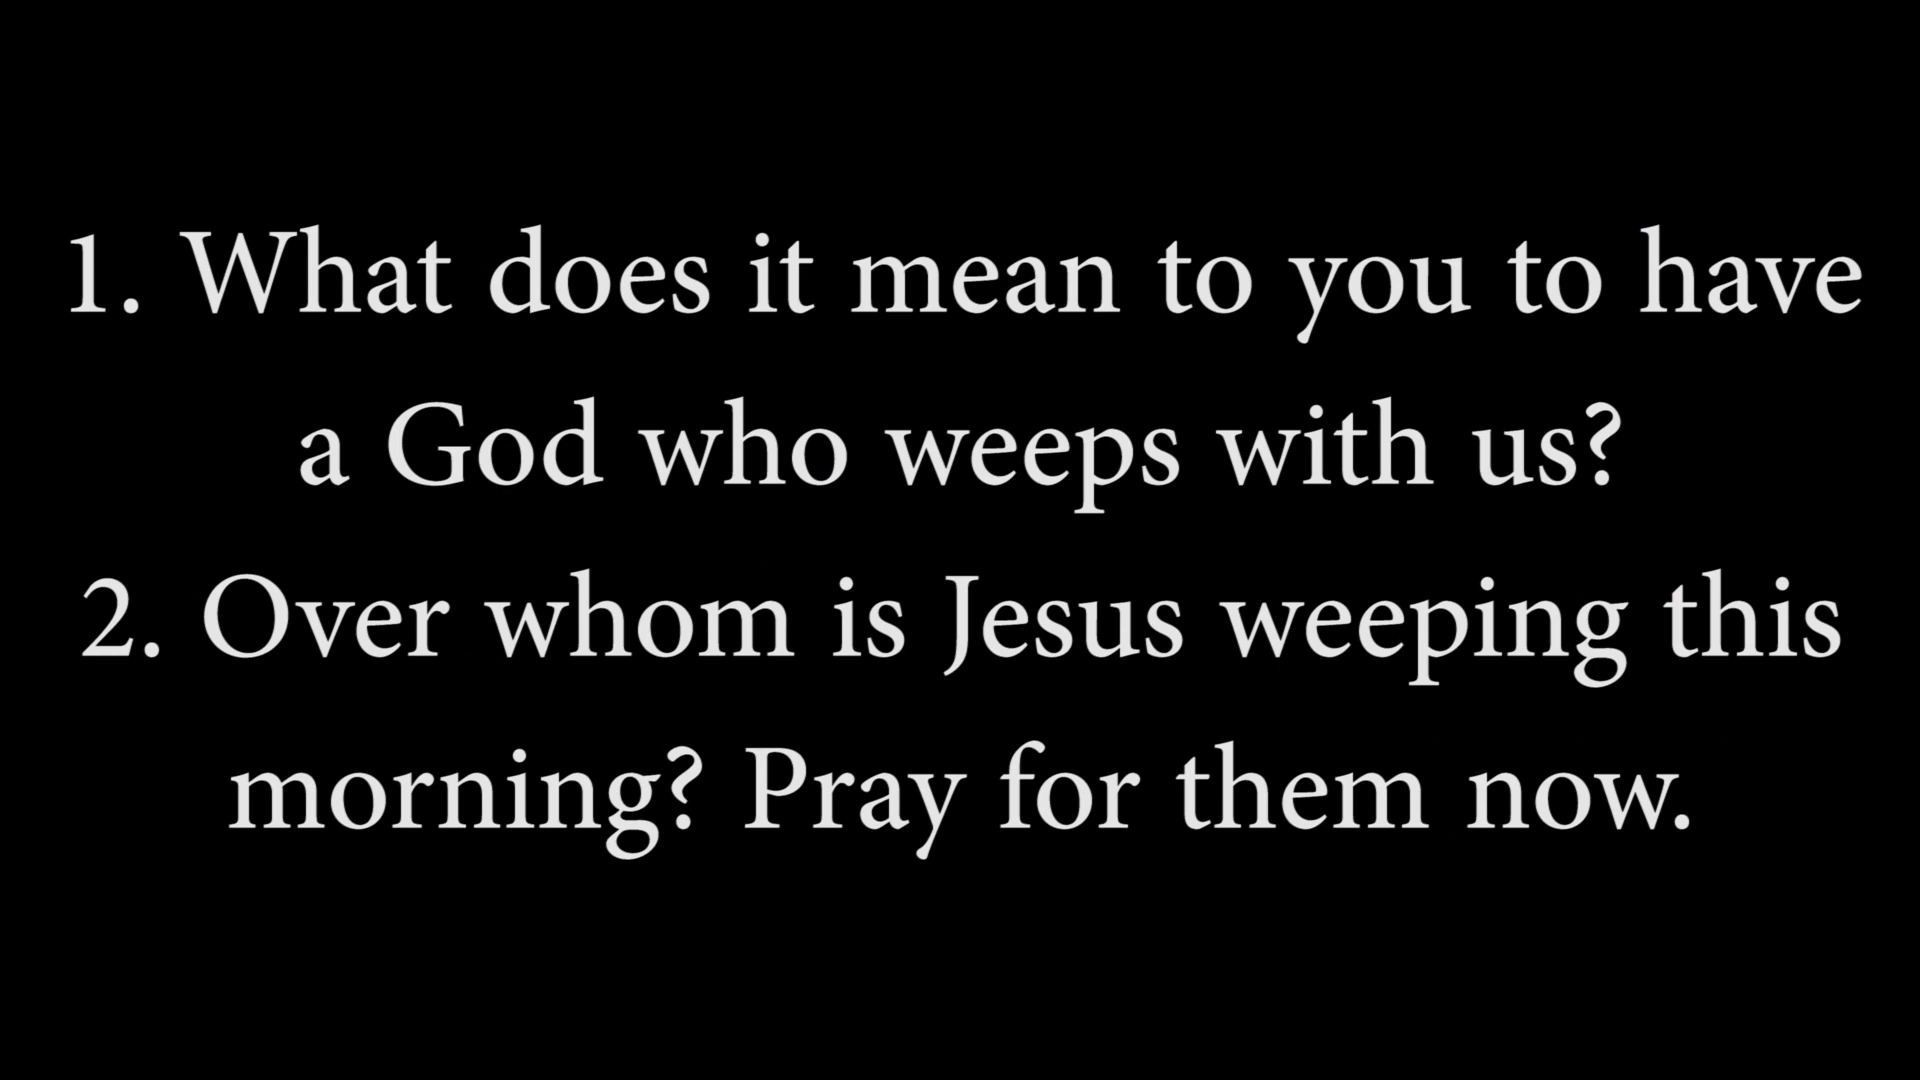 1. What does it mean to you to have
a God who weeps with us?
2. Over whom is Jesus weeping this
morning? Pray for them now.